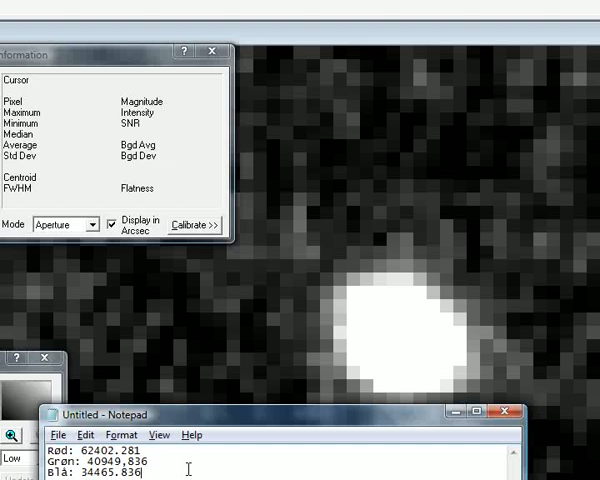 nformation
Cursor
Pixel Magnitude
Maximum Intensity
Minimum SNR
Median
Average Bgd Avg
Std Dev Bgd Dev
Centroid
FWHM Flatness
Mode Aperture Display in Arcsec Calibrate >>
Low
Untitled - Notepad
File Edit Format View Help
Rød: 62402.281
Grøn: 40949,836
Blå: 34465.836